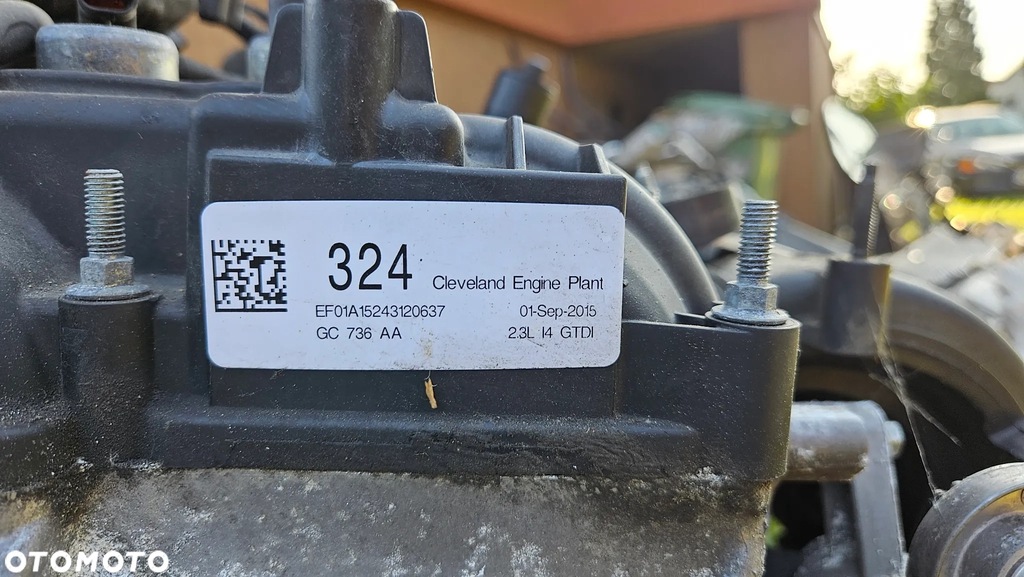 324 Cleveland Engine Plant
EF01A15243120637 01-Sep-2015
GC 736 AA 2.3L I4 GTDI
OTOMOTO